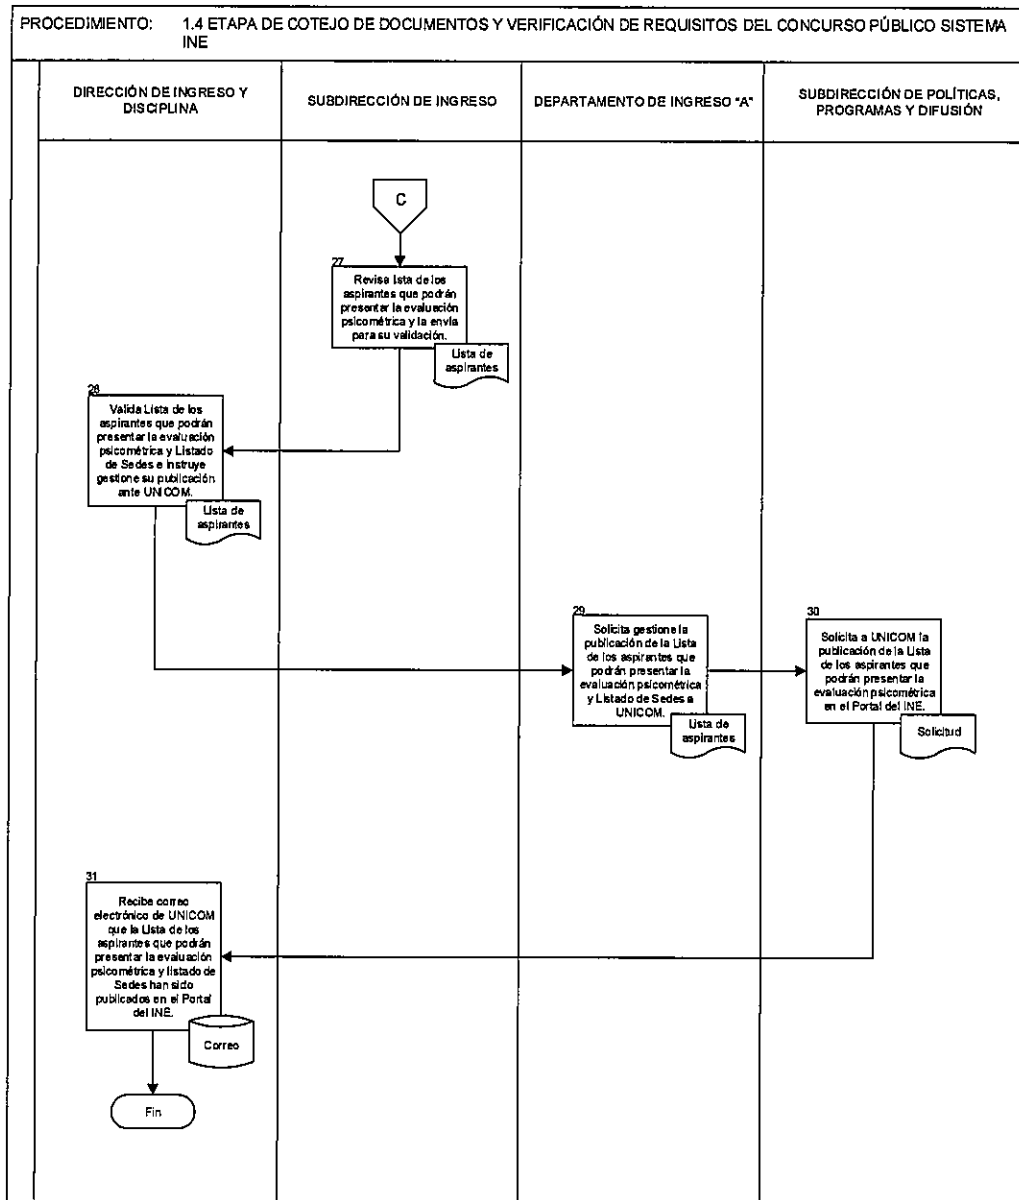 PROCEDIMIENTO: 1.4 ETAPA DE COTEJO DE DOCUMENTOS Y VERIFICACIÓN DE REQUISITOS DEL CONCURSO PÚBLICO SISTEMA
INE
DIRECCIÓN DE INGRESO Y
DISCIPLINA
SUBDIRECCIÓN DE INGRESO
DEPARTAMENTO DE INGRESO "A"
SUBDIRECCIÓN DE POLÍTICAS,
PROGRAMAS Y DIFUSIÓN
C
27
Revisa lista de los
aspirantes que podrán
presentar la evaluación
psicométrica y la envía
para su validación.
Lista de
aspirantes
28
Valida Lista de los
aspirantes que podrán
presentar la evaluación
psicométrica y Listado
de Sedes e instruye
gestione su publicación
ante UNICOM.
Lista de
aspirantes
29
Solicita gestione la
publicación de la Lista
de los aspirantes que
podrán presentar la
evaluación psicométrica
y Listado de Sedes a
UNICOM.
Lista de
aspirantes
30
Solicita a UNICOM la
publicación de la Lista
de los aspirantes que
podrán presentar la
evaluación psicométrica
en el Portal del INE.
Solicitud
31
Recibe correo
electrónico de UNICOM
que la Lista de los
aspirantes que podrán
presentar la evaluación
psicométrica y listado de
Sedes han sido
publicados en el Portal
del INE.
Correo
Fin